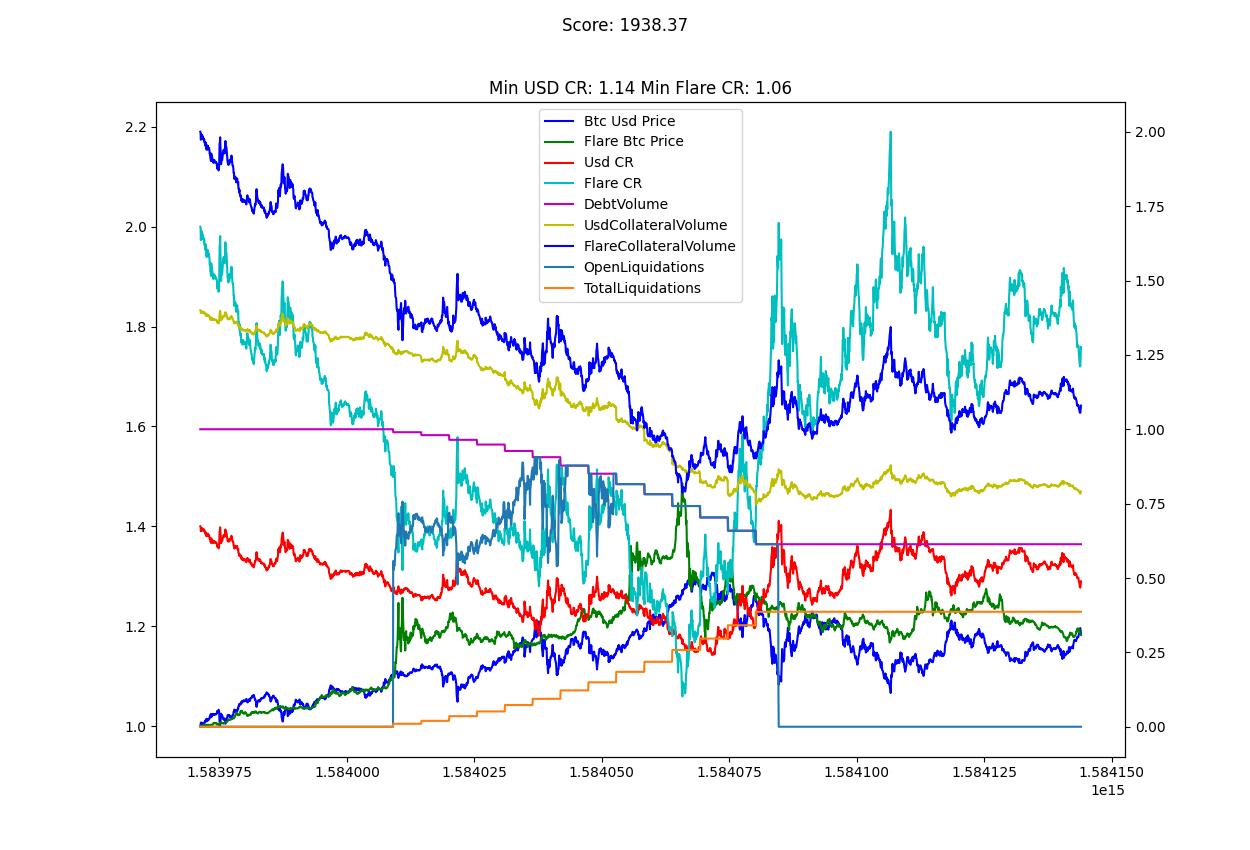 Score: 1938.37
Min USD CR: 1.14 Min Flare CR: 1.06
Btc Usd Price
Flare Btc Price
Usd CR
Flare CR
DebtVolume
UsdCollateralVolume
FlareCollateralVolume
OpenLiquidations
TotalLiquidations
2.2
2.0
1.8
1.6
1.4
1.2
1.0
2.00
1.75
1.50
1.25
1.00
0.75
0.50
0.25
0.00
1.583975 1.584000 1.584025 1.584050 1.584075 1.584100 1.584125 1.584150
1e15